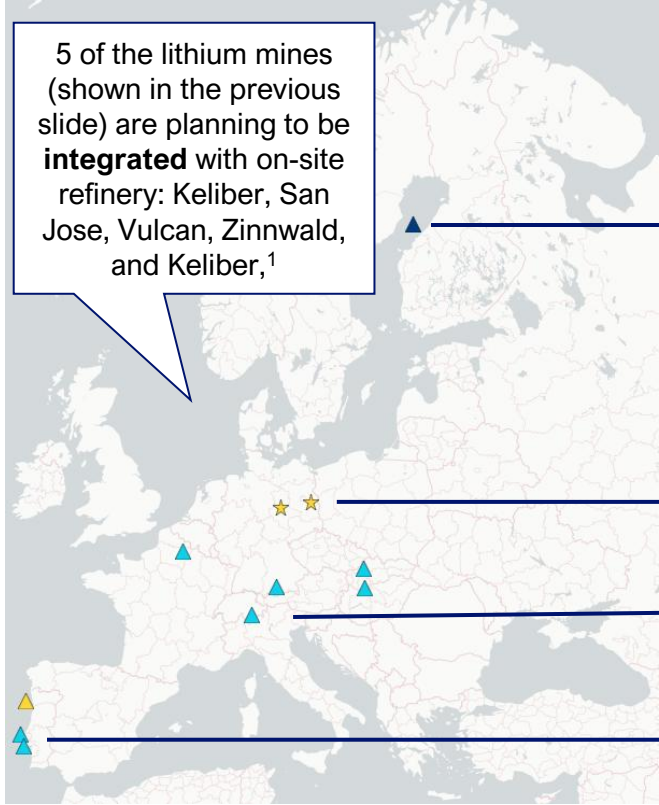 5 of the lithium mines
(shown in the previous
slide) are planning to be
integrated with on-site
refinery: Keliber, San
Jose, Vulcan, Zinnwald,
and Keliber,¹